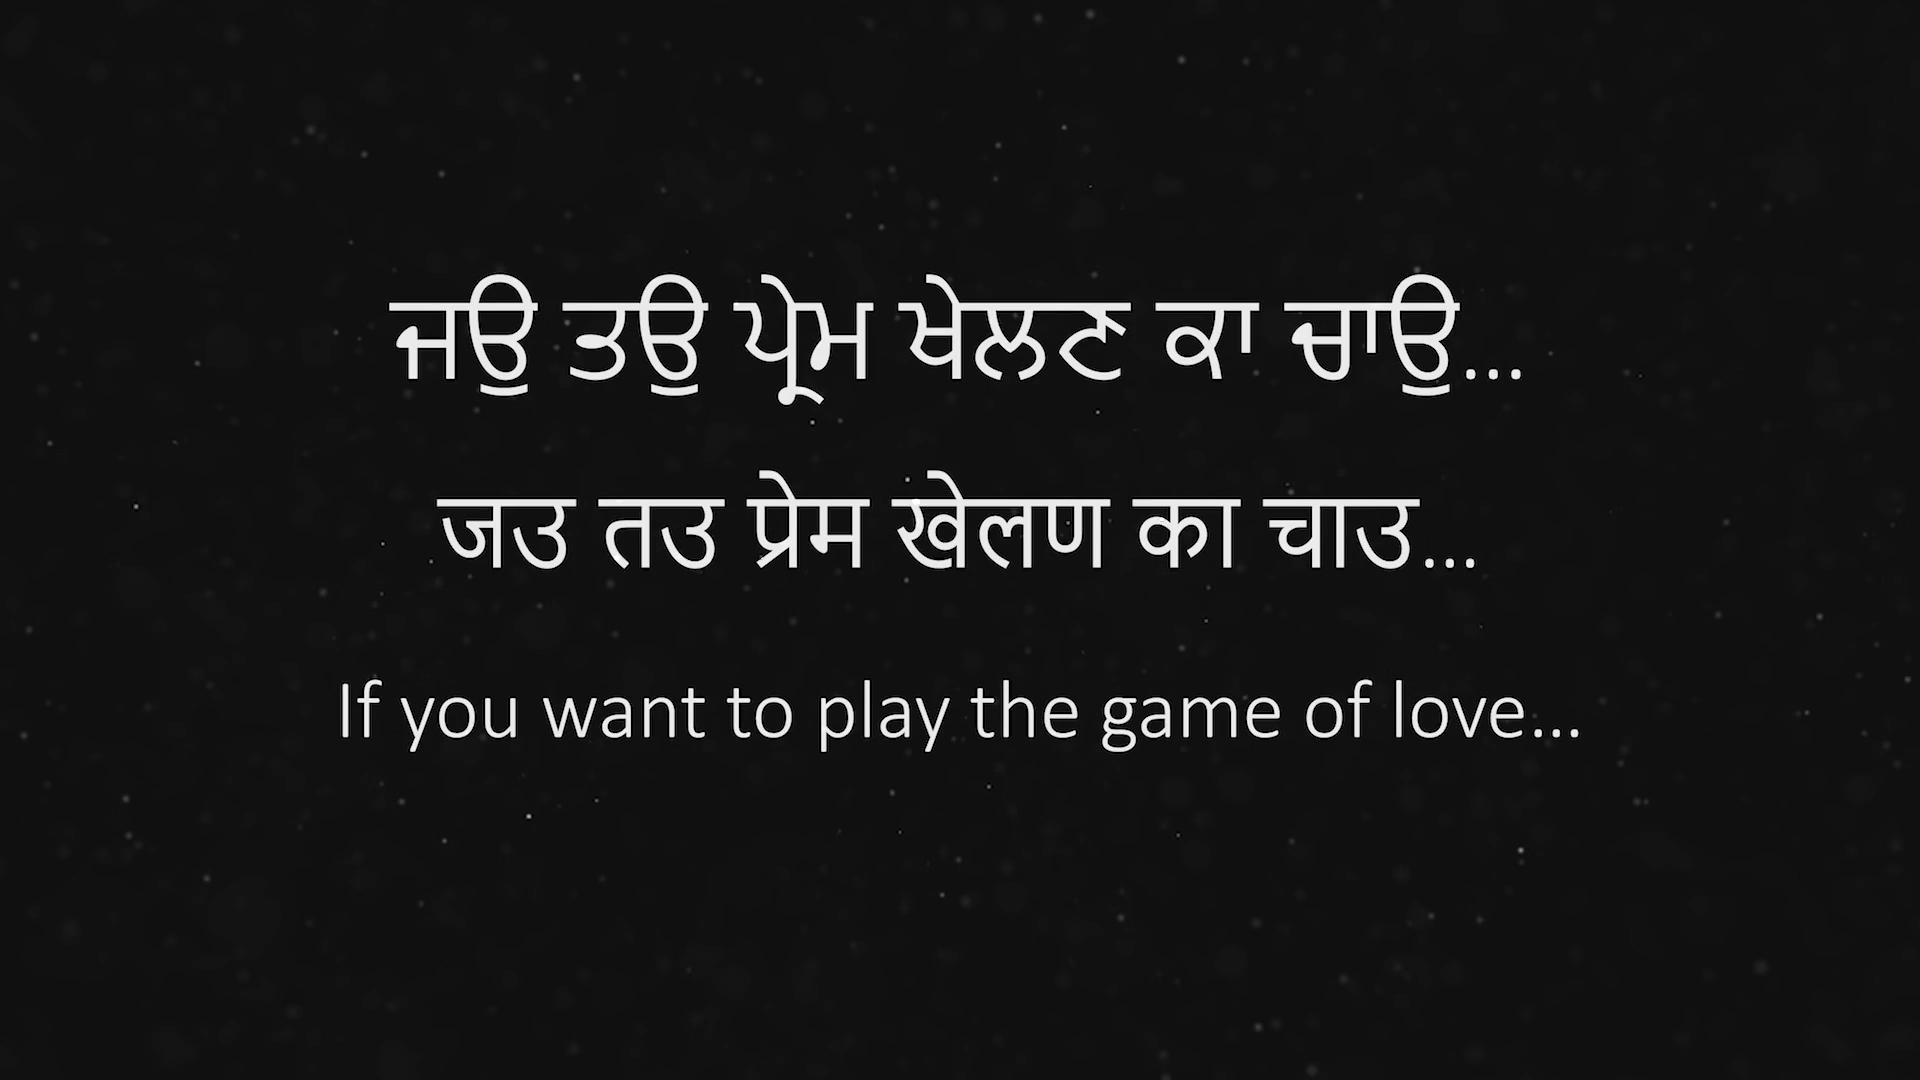 ਜਉ ਤਉ ਪ੍ਰੇਮ ਖੇਲਣ ਕਾ ਚਾਉ...
जउ तउ प्रेम खेलण का चाउ...
If you want to play the game of love...